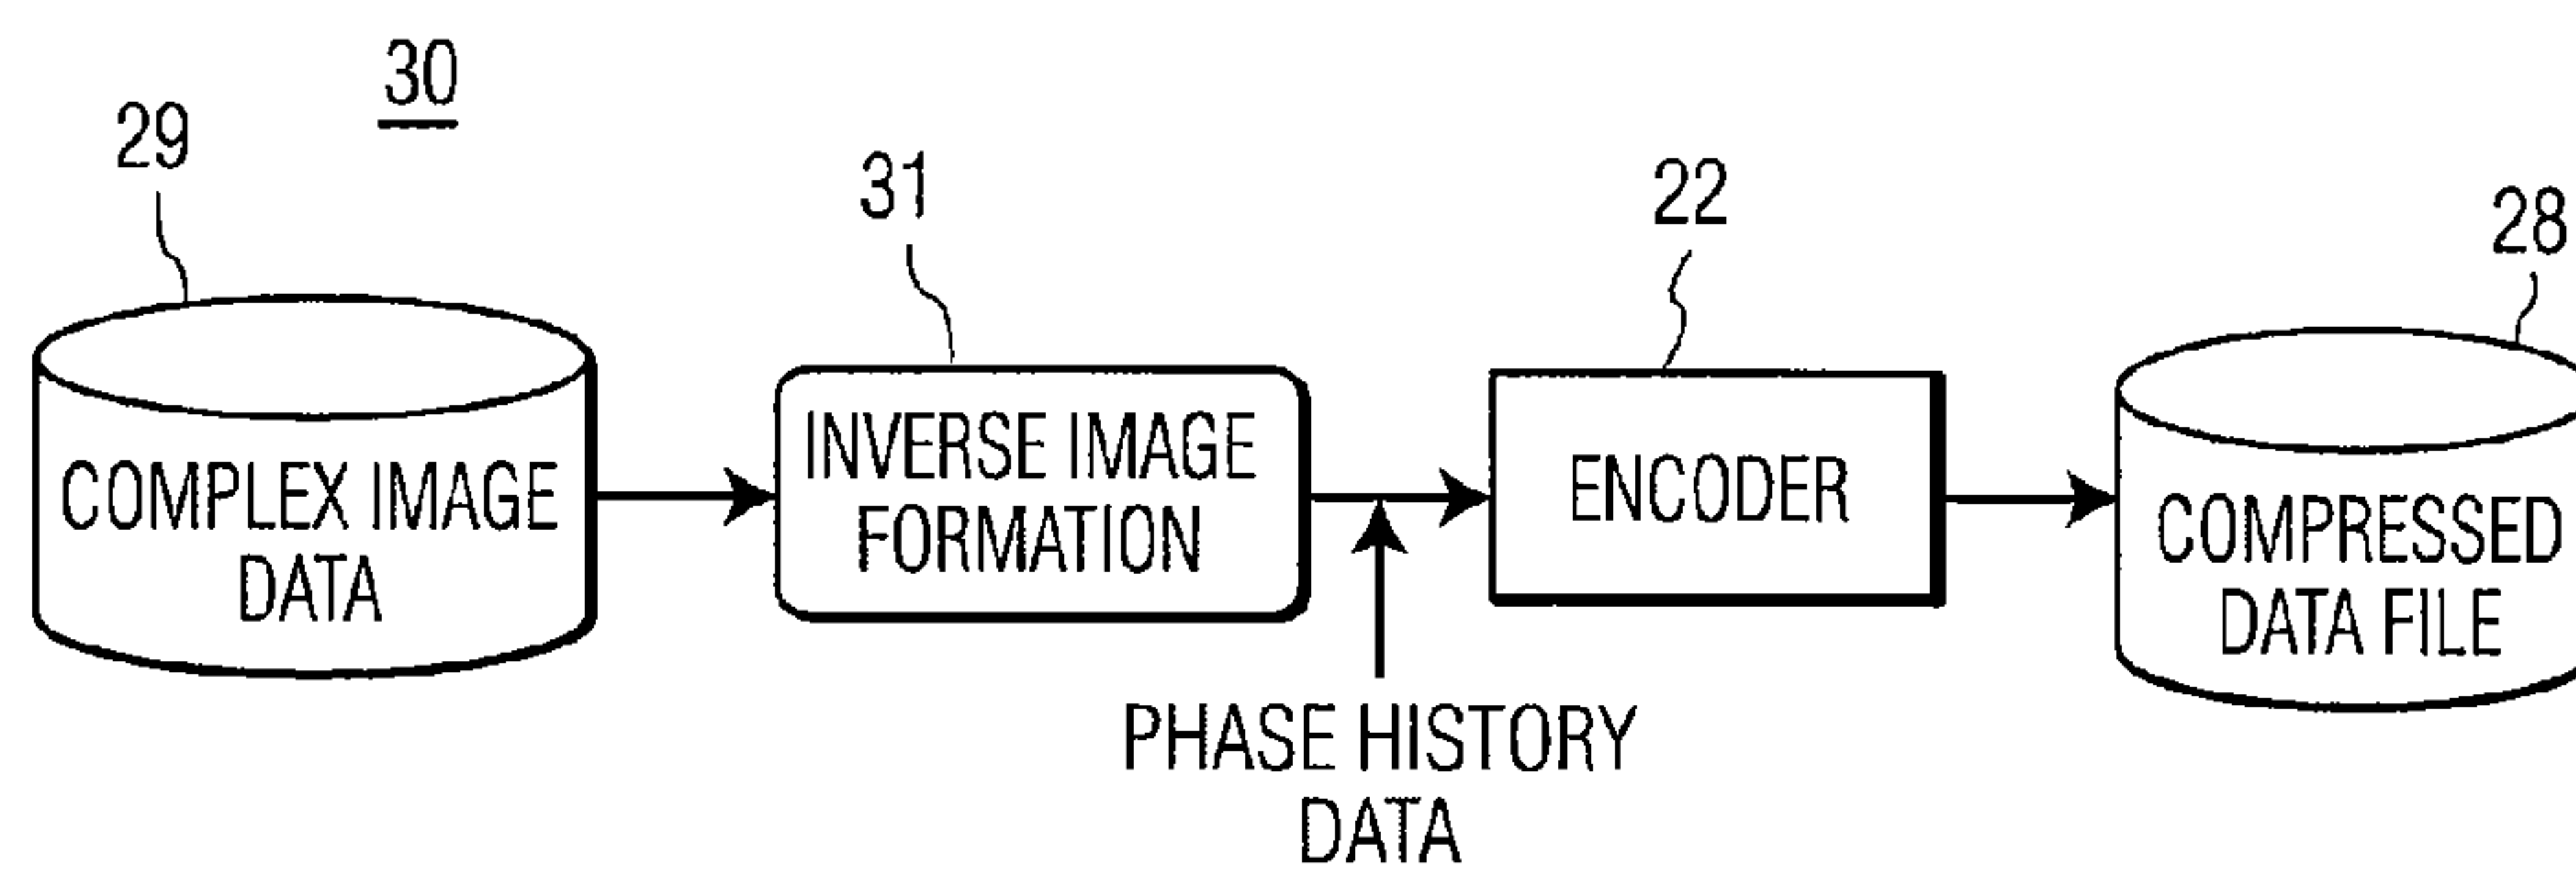 30
29
31
22
28
COMPLEX IMAGE
DATA
INVERSE IMAGE
FORMATION
ENCODER
COMPRESSED
DATA FILE
PHASE HISTORY
DATA